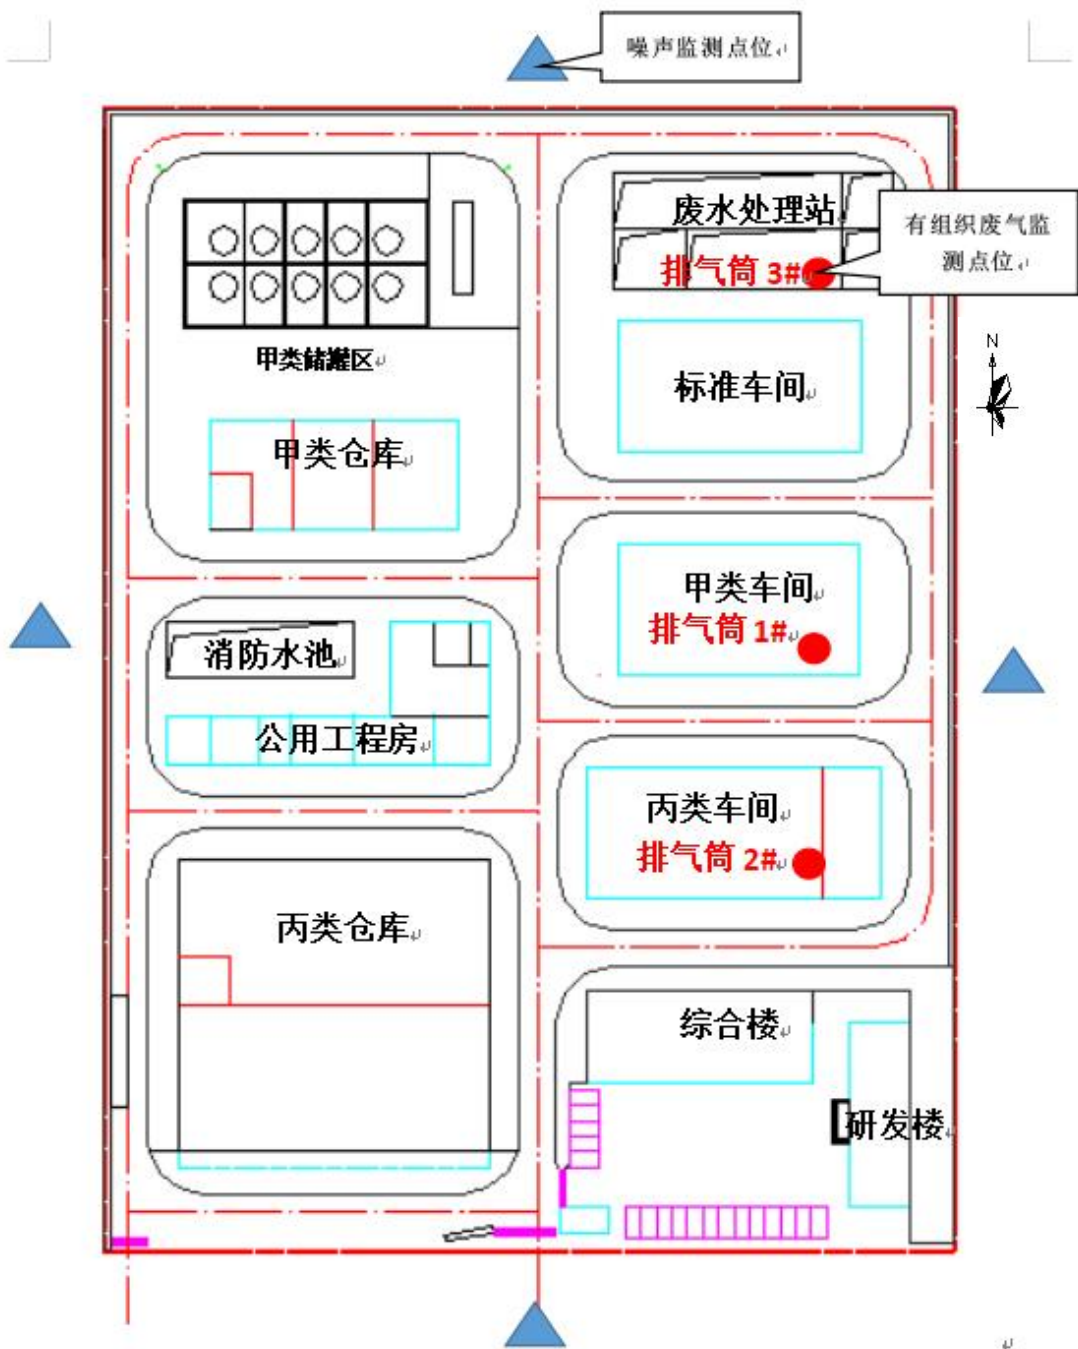 噪声监测点位
废水处理站
有组织废气监
测点位
排气筒 3#
N
甲类储罐区
标准车间
甲类仓库
甲类车间
排气筒 1#
消防水池
公用工程房
丙类车间
排气筒 2#
丙类仓库
综合楼
研发楼